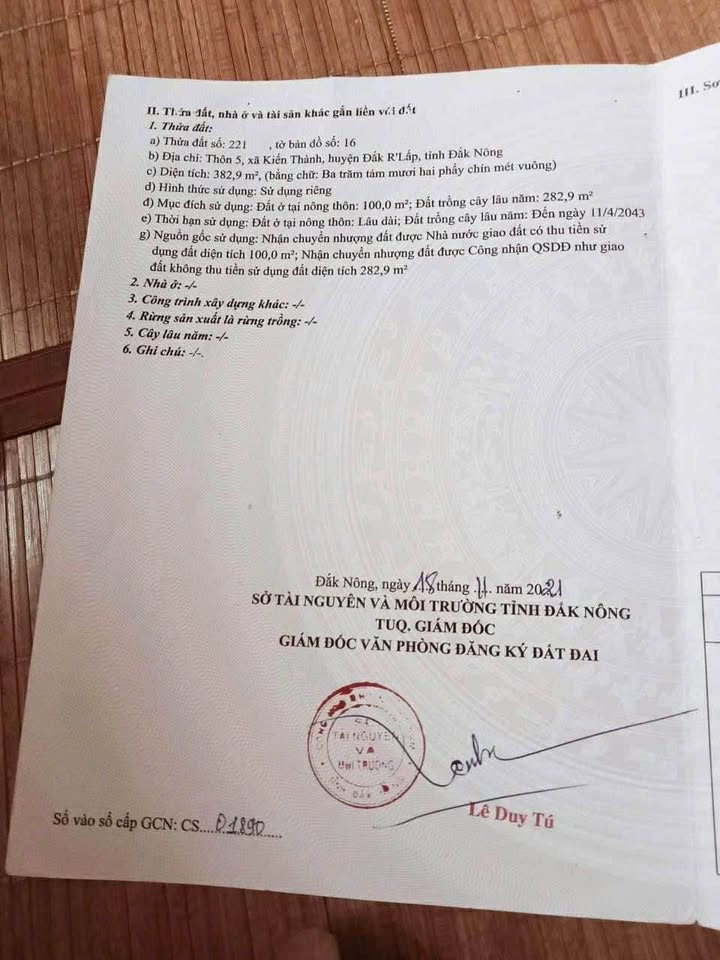 II. Thửa đất, nhà ở và tài sản khác gắn liền với đất
1. Thửa đất:
a) Thửa đất số: 221 , tờ bản đồ số: 16
b) Địa chỉ: Thôn 5, xã Kiến Thành, huyện Đắk R'Lấp, tỉnh Đắk Nông
c) Diện tích: 382,9 m², (bằng chữ: Ba trăm tám mươi hai phẩy chín mét vuông)
d) Hình thức sử dụng: Sử dụng riêng
đ) Mục đích sử dụng: Đất ở tại nông thôn: 100,0 m²; Đất trồng cây lâu năm: 282,9 m²
e) Thời hạn sử dụng: Đất ở tại nông thôn: Lâu dài; Đất trồng cây lâu năm: Đến ngày 11/4/2043
g) Nguồn gốc sử dụng: Nhận chuyển nhượng đất được Nhà nước giao đất có thu tiền sử
dụng đất diện tích 100,0 m²; Nhận chuyển nhượng đất được Công nhận QSDĐ như giao
đất không thu tiền sử dụng đất diện tích 282,9 m²
2. Nhà ở: -/-
3. Công trình xây dựng khác: -/-
4. Rừng sản xuất là rừng trồng: -/-
5. Cây lâu năm: -/-
6. Ghi chú: -/-.
III. Sơ
Đắk Nông, ngày 18 tháng 11. năm 2021
SỞ TÀI NGUYÊN VÀ MÔI TRƯỜNG TỈNH ĐẮK NÔNG
TUQ. GIÁM ĐỐC
GIÁM ĐỐC VĂN PHÒNG ĐĂNG KÝ ĐẤT ĐAI
TÀI NGUYÊN
VÀ
MÔI TRƯỜNG
Lê Duy Tú
Số vào sổ cấp GCN: CS....01890......